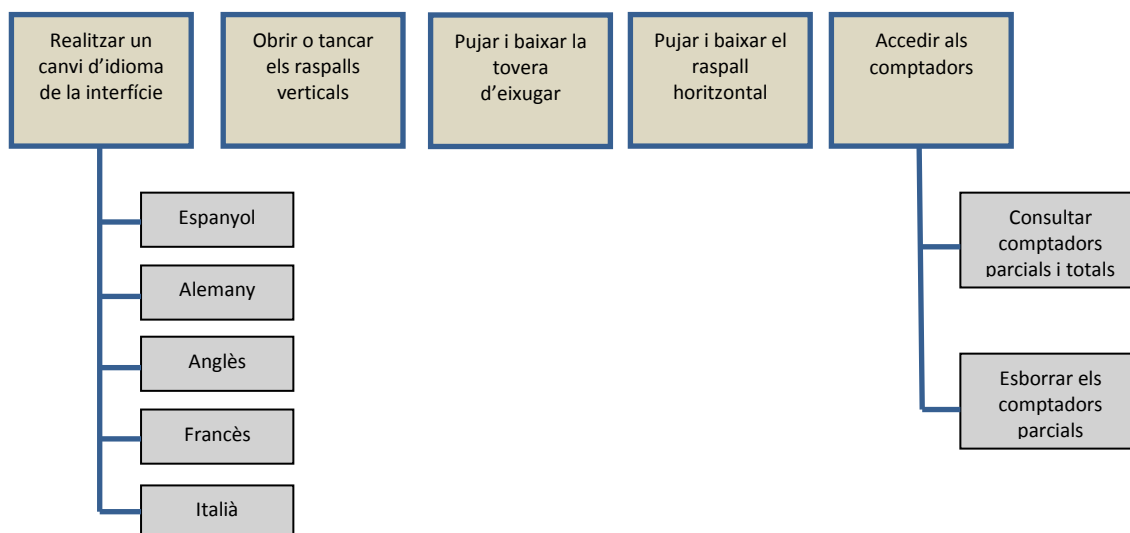 Realitzar un
canvi d’idioma
de la interfície
Obrir o tancar
els raspalls
verticals
Pujar i baixar la
tovera
d’eixugar
Pujar i baixar el
raspall
horitzontal
Accedir als
comptadors
Espanyol
Alemany
Anglès
Francès
Italià
Consultar
comptadors
parcials i totals
Esborrar els
comptadors
parcials